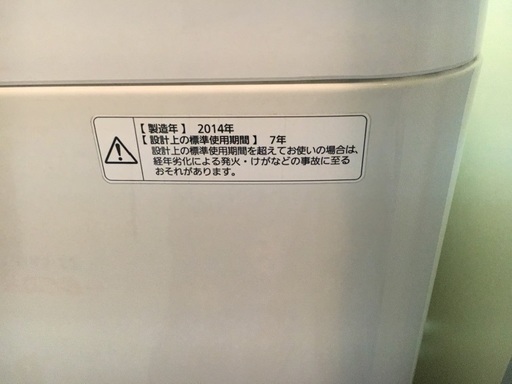 【製造年】 2014年
【設計上の標準使用期間】 7年
設計上の標準使用期間を超えてお使いの場合は、
経年劣化による発火・けがなどの事故に至る
おそれがあります。